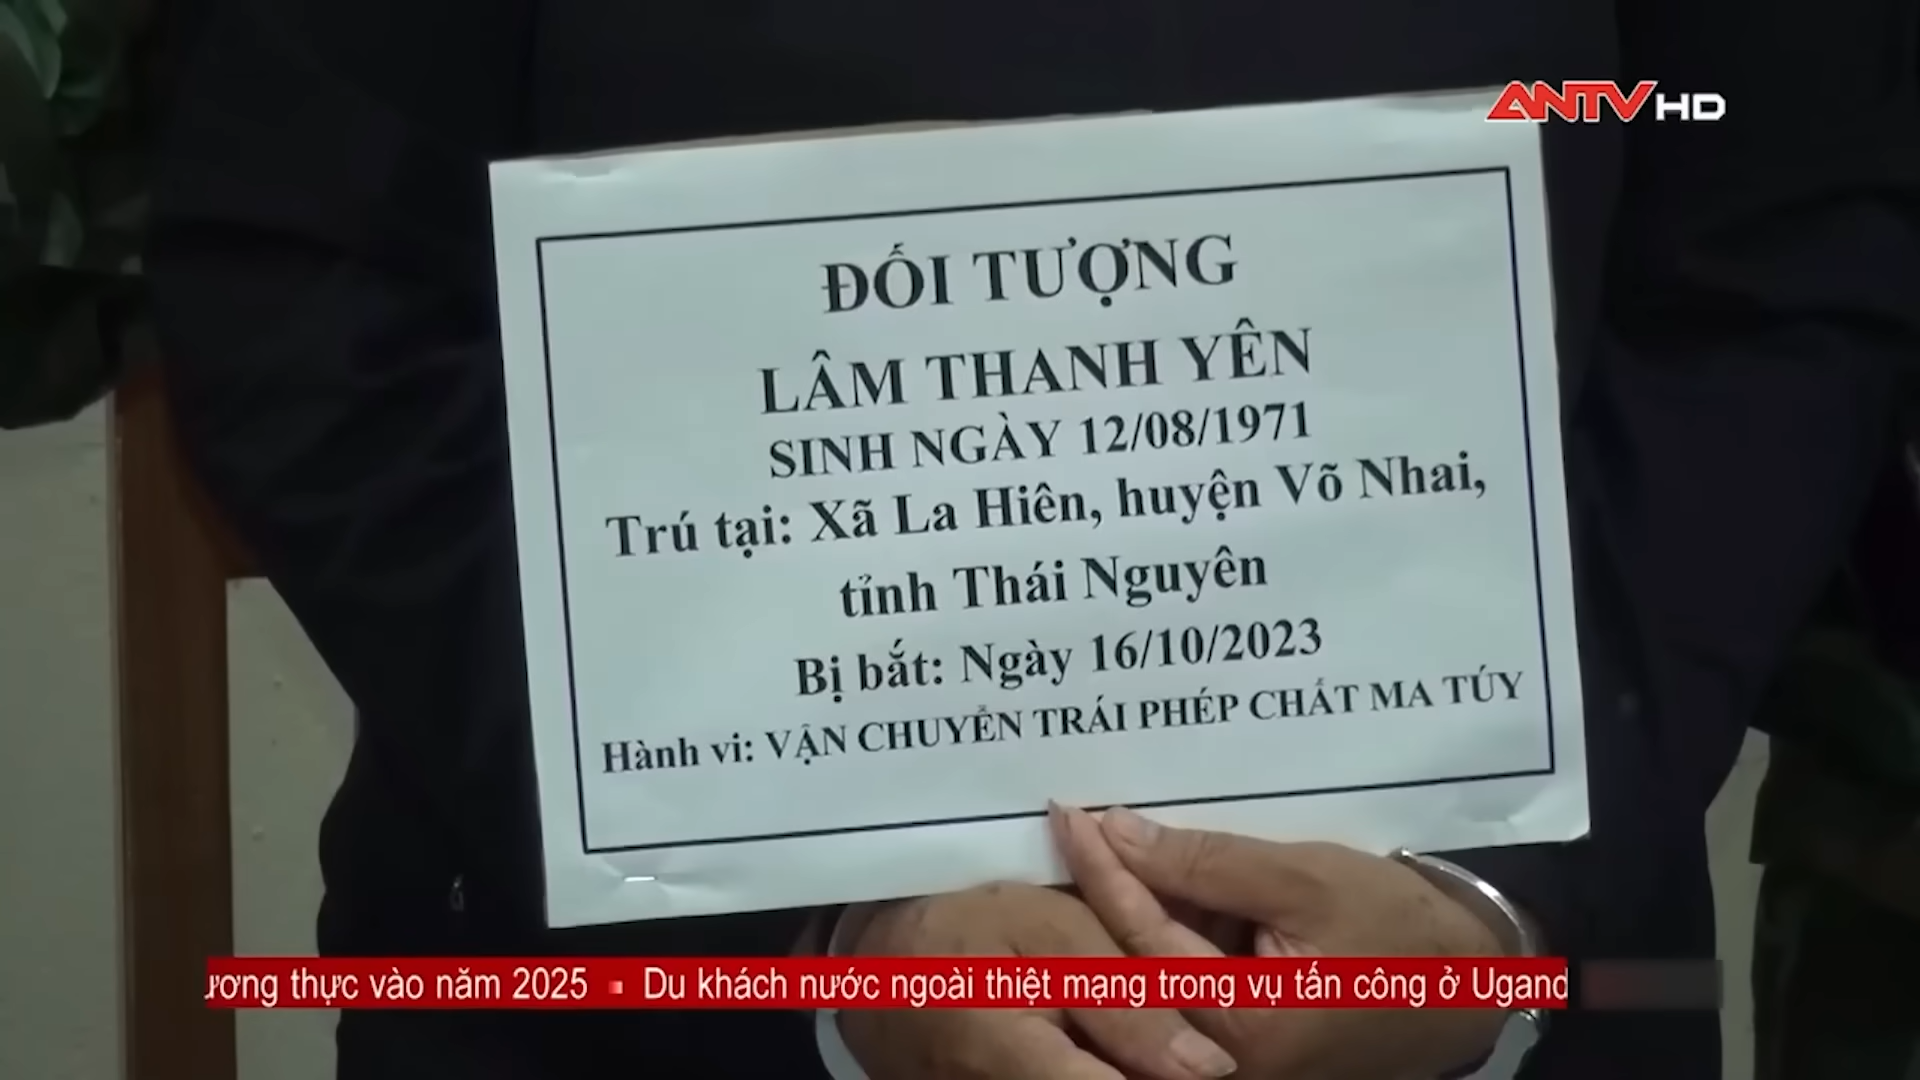 ANTV HD
ĐỐI TƯỢNG
LÂM THANH YÊN
SINH NGÀY 12/08/1971
Trú tại: Xã La Hiên, huyện Võ Nhai,
tỉnh Thái Nguyên
Bị bắt: Ngày 16/10/2023
Hành vi: VẬN CHUYỂN TRÁI PHÉP CHẤT MA TÚY
ương thực vào năm 2025 ▪ Du khách nước ngoài thiệt mạng trong vụ tấn công ở Ugand